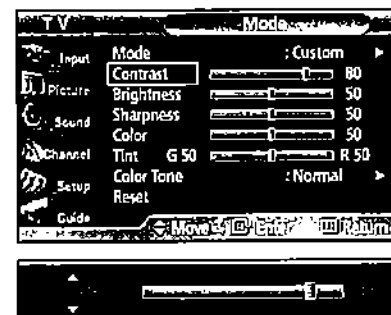 TV Mode
Input
Picture
Sound
Channel
Setup
Guide
Mode : Custom
Contrast 80
Brightness 50
Sharpness 50
Color 50
Tint G 50 R 50
Color Tone : Normal
Reset
Move Enter Return